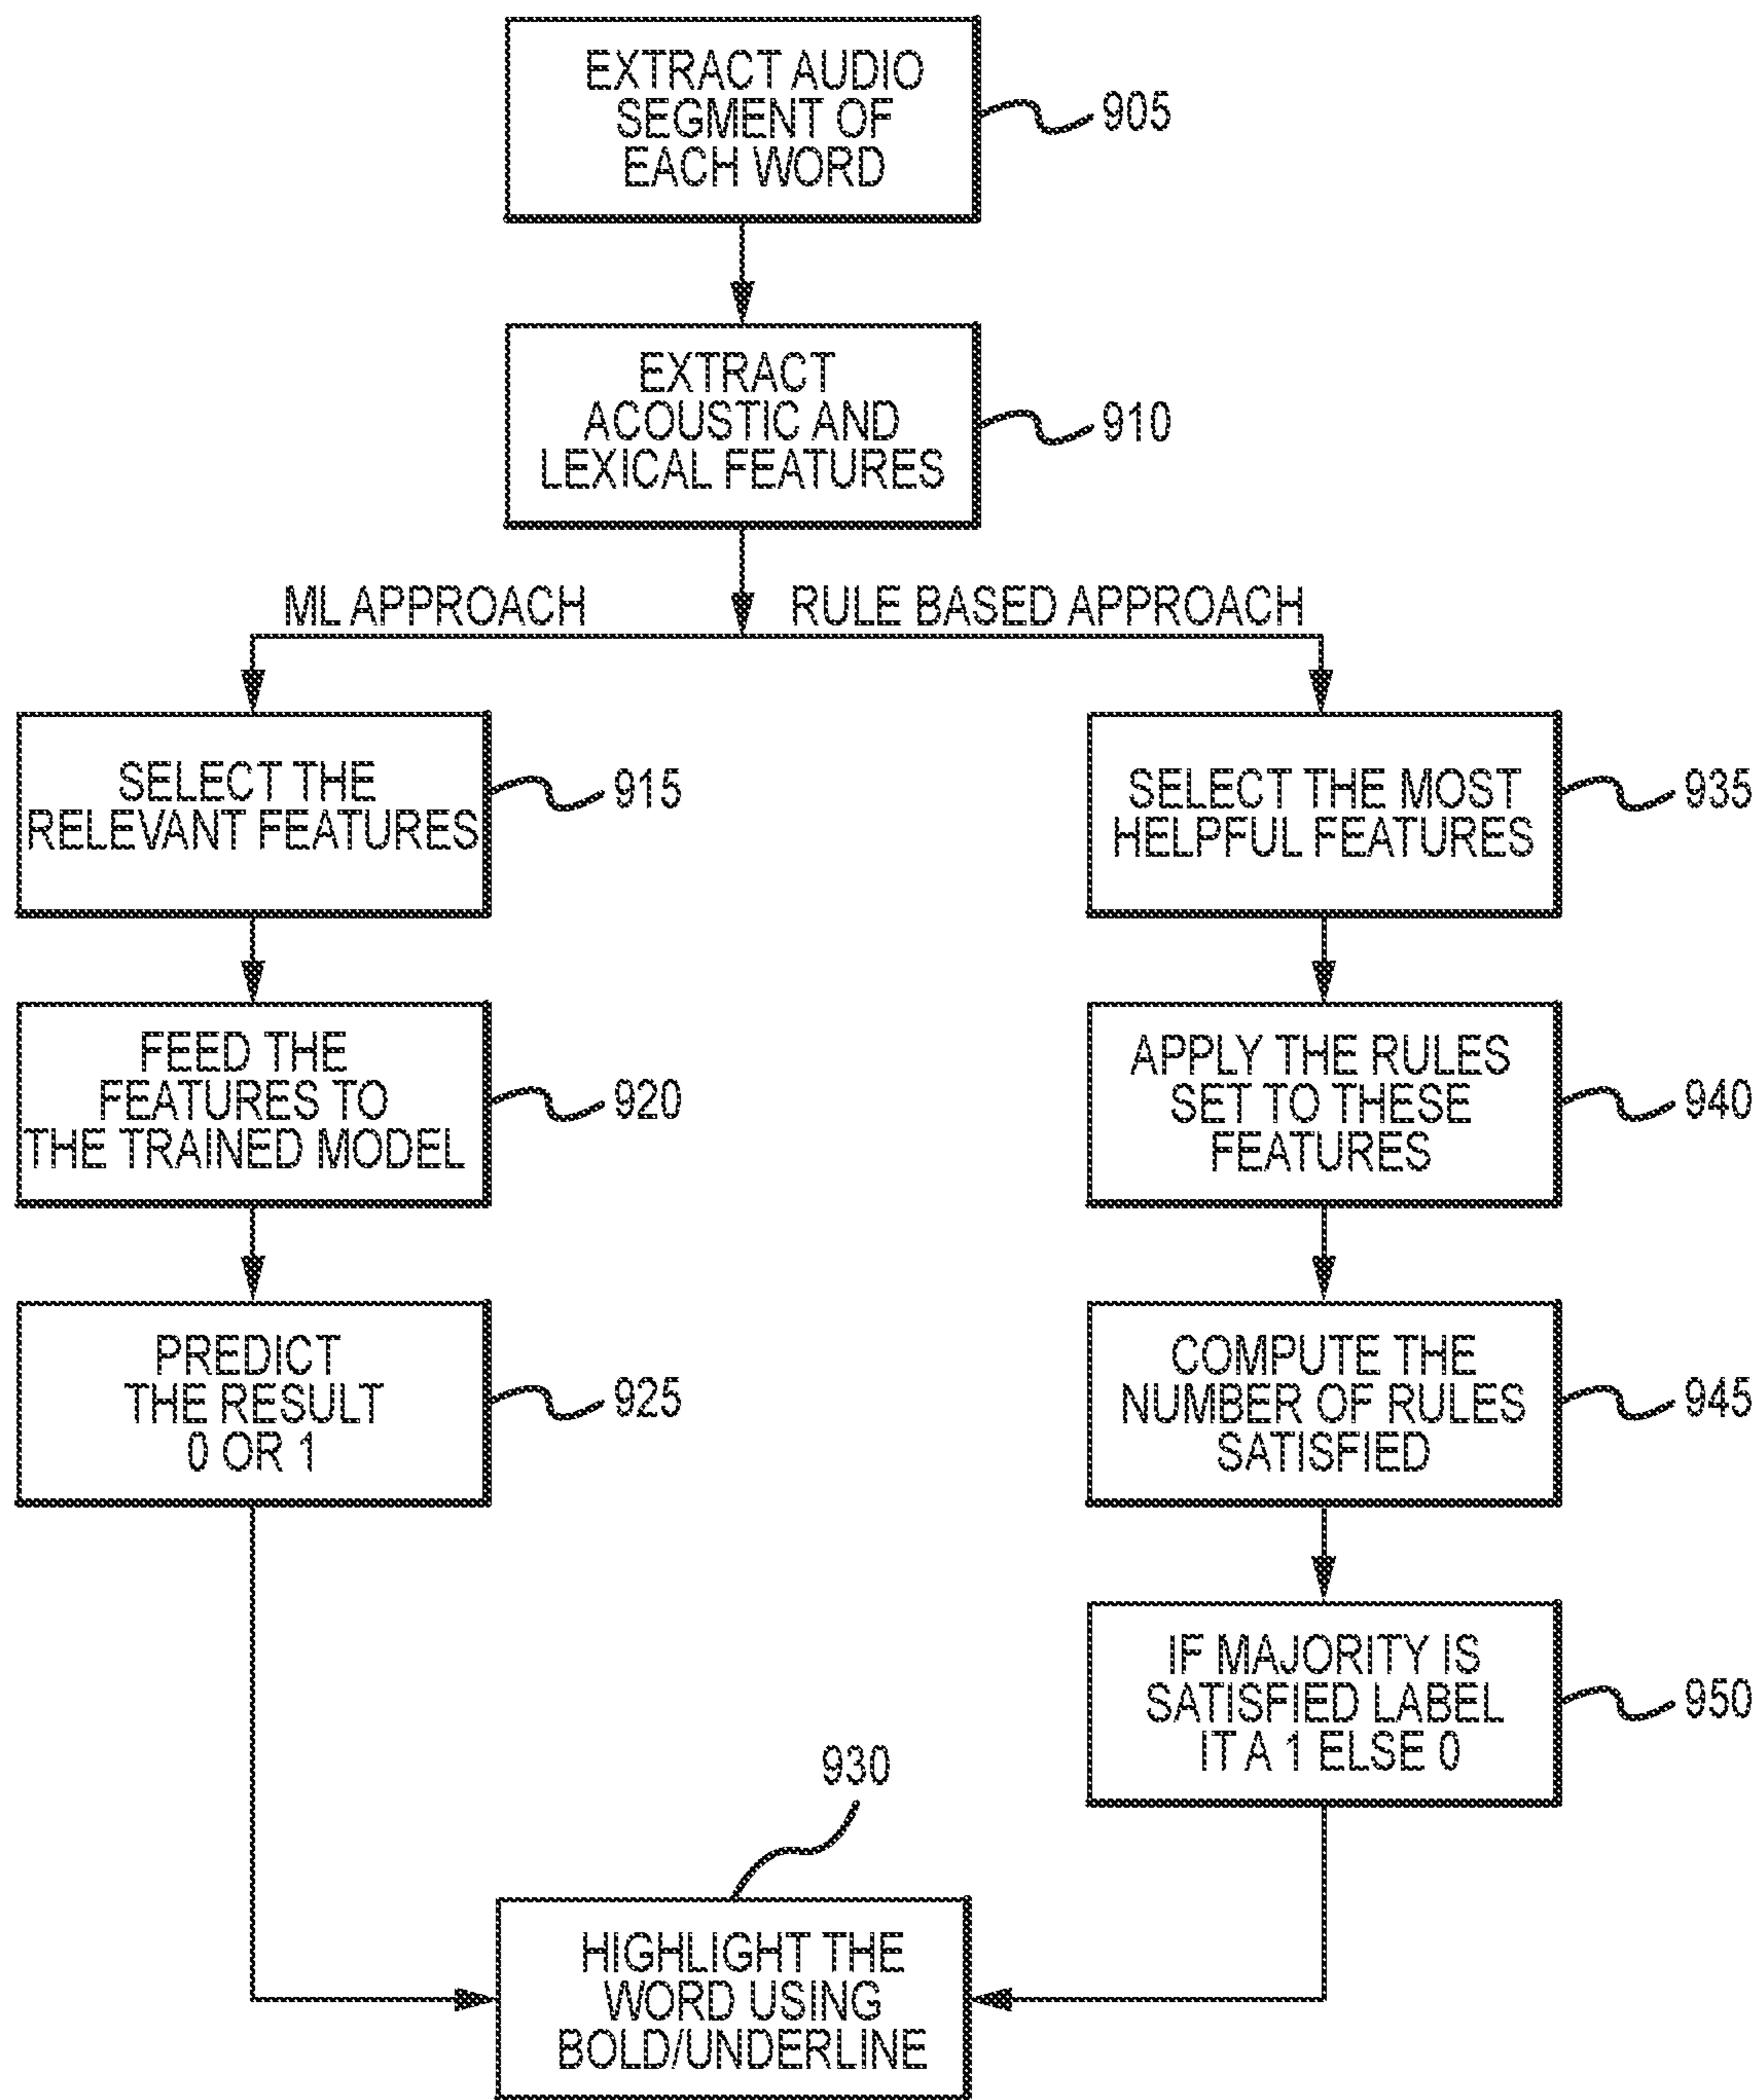 EXTRACT AUDIO
SEGMENT OF
EACH WORD
905
EXTRACT
ACOUSTIC AND
LEXICAL FEATURES
910
ML APPROACH
RULE BASED APPROACH
SELECT THE
RELEVANT FEATURES
915
SELECT THE MOST
HELPFUL FEATURES
935
FEED THE
FEATURES TO
THE TRAINED MODEL
920
APPLY THE RULES
SET TO THESE
FEATURES
940
PREDICT
THE RESULT
0 OR 1
925
COMPUTE THE
NUMBER OF RULES
SATISFIED
945
IF MAJORITY IS
SATISFIED LABEL
IT A 1 ELSE 0
950
930
HIGHLIGHT THE
WORD USING
BOLD/UNDERLINE